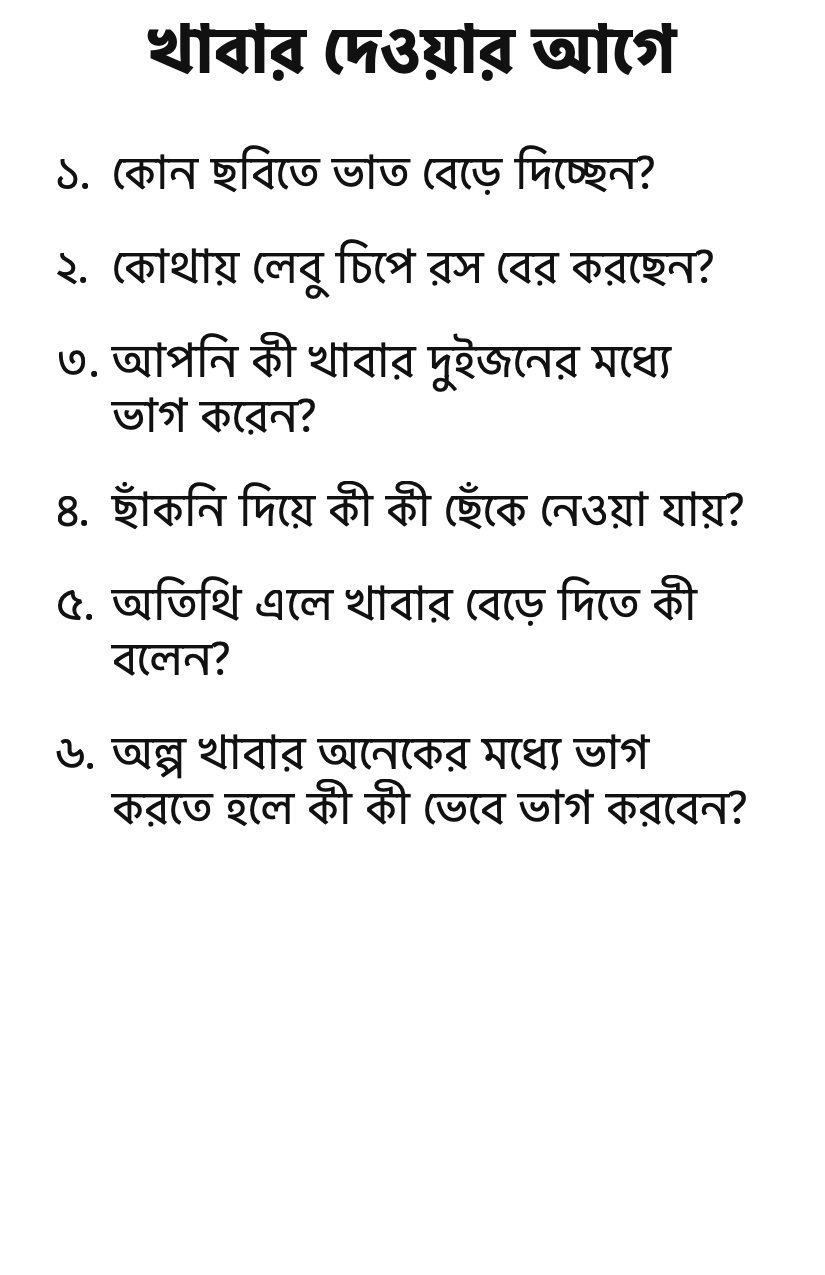 খাবার দেওয়ার আগে
১. কোন ছবিতে ভাত বেড়ে দিচ্ছেন?
২. কোথায় লেবু চিপে রস বের করছেন?
৩. আপনি কী খাবার দুইজনের মধ্যে
ভাগ করেন?
৪. ছাঁকনি দিয়ে কী কী ছেঁকে নেওয়া যায়?
৫. অতিথি এলে খাবার বেড়ে দিতে কী
বলেন?
৬. অল্প খাবার অনেকের মধ্যে ভাগ
করতে হলে কী কী ভেবে ভাগ করবেন?